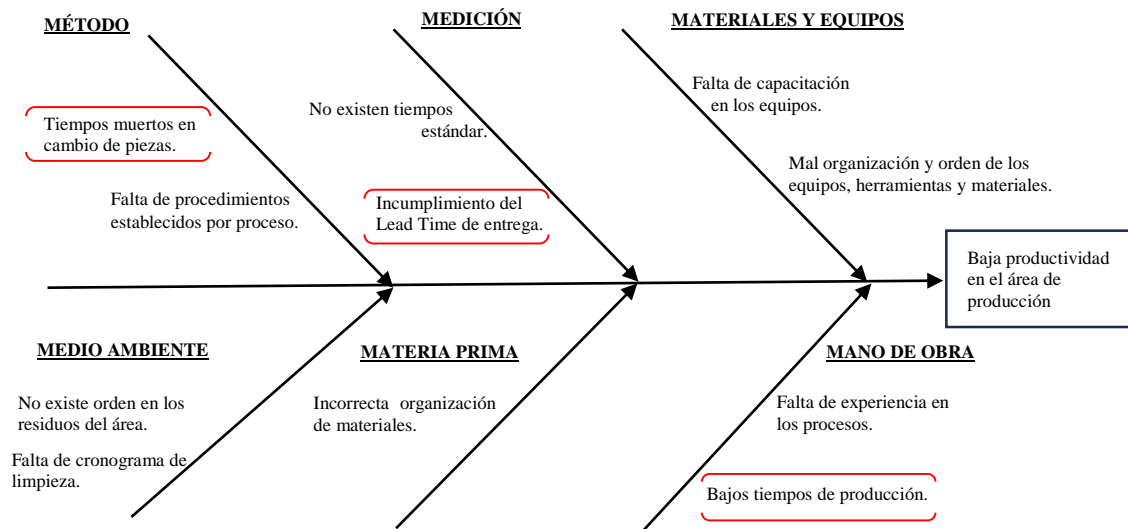 MÉTODO
MEDICIÓN
MATERIALES Y EQUIPOS
Tiempos muertos en
cambio de piezas.
Falta de procedimientos
establecidos por proceso.
No existen tiempos
estándar.
Incumplimiento del
Lead Time de entrega.
Falta de capacitación
en los equipos.
Mal organización y orden de los
equipos, herramientas y materiales.
Baja productividad
en el área de
producción
MEDIO AMBIENTE
MATERIA PRIMA
MANO DE OBRA
No existe orden en los
residuos del área.
Falta de cronograma de
limpieza.
Incorrecta organización
de materiales.
Falta de experiencia en
los procesos.
Bajos tiempos de producción.